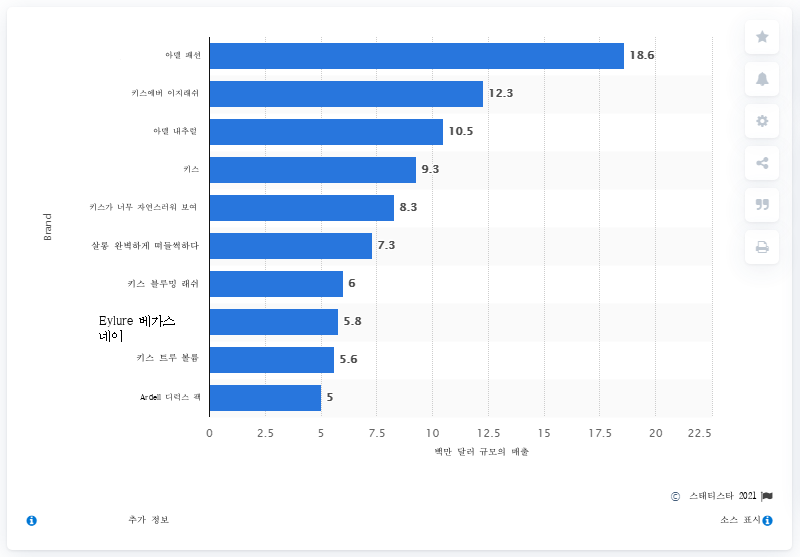 아델 패션
18.6
키스에버 이지래쉬
12.3
아델 내추럴
10.5
키스
9.3
키스가 너무 자연스러워 보여
8.3
살롱 완벽하게 떠들썩하다
7.3
키스 블루밍 래쉬
6
Eylure 베가스
네이
5.8
키스 트루 볼륨
5.6
Ardell 디럭스 팩
5
Brand
0 2.5 5 7.5 10 12.5 15 17.5 20 22.5
백만 달러 규모의 매출
© 스태티스타 2021
추가 정보
소스 표시